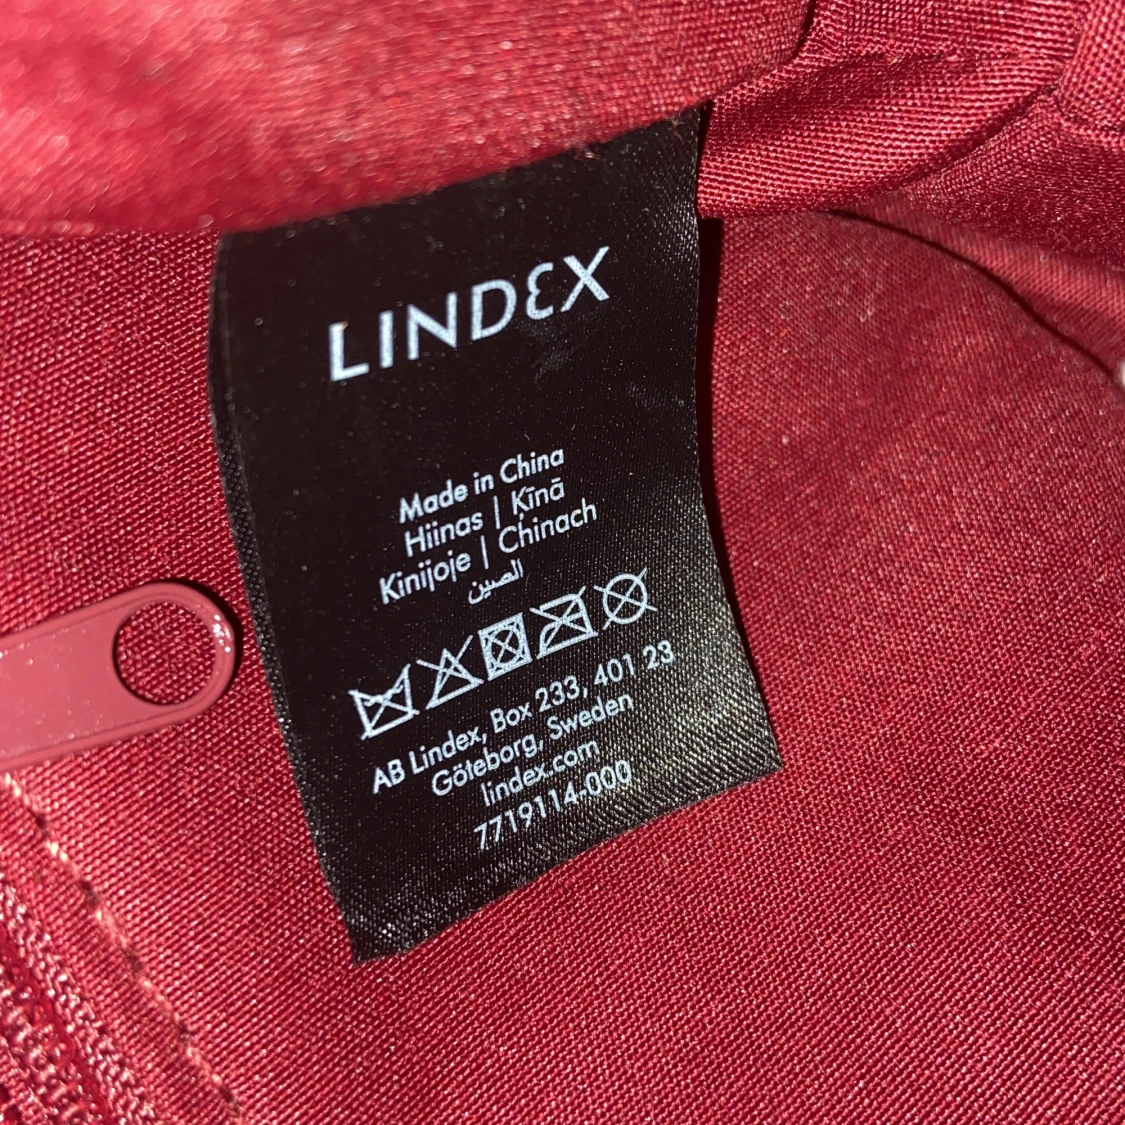 LINDEX
Made in China
Hiinas | Ķīnā
Kinijoje | Chinach
الصين
AB Lindex, Box 233, 401 23
Göteborg, Sweden
lindex.com
7719114-000